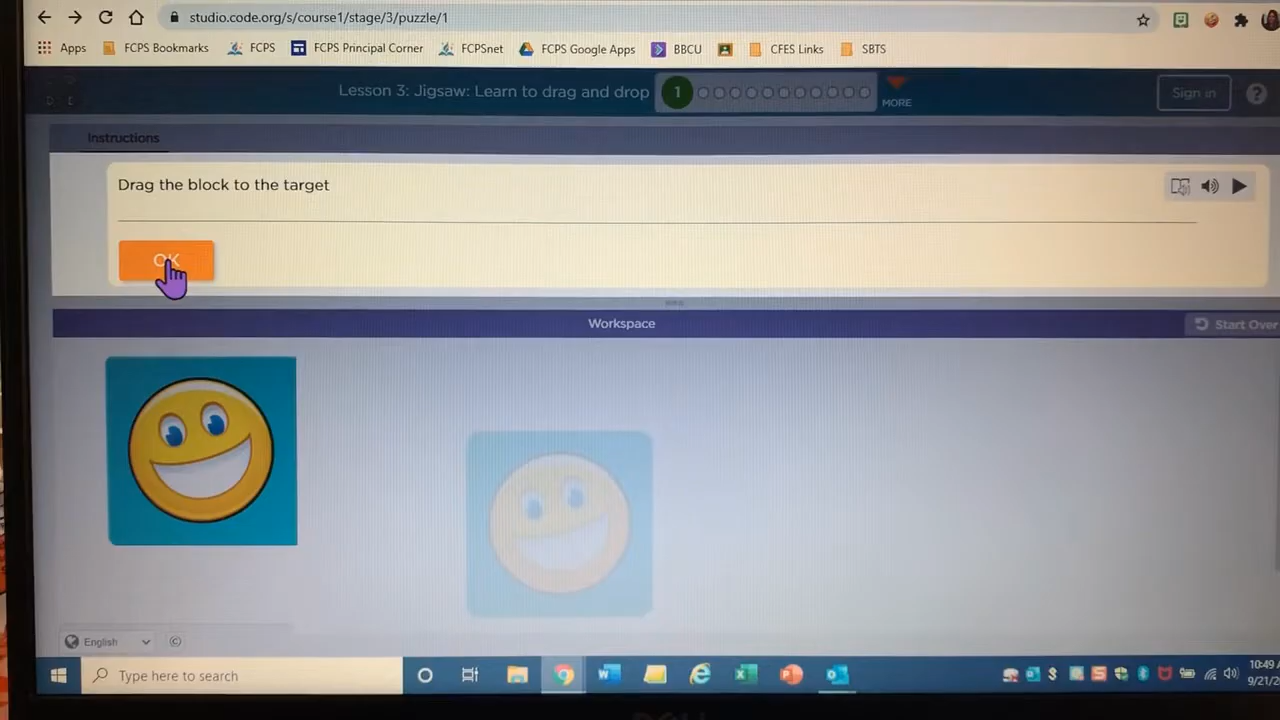 studio.code.org/s/course1/stage/3/puzzle/1
Apps FCPS Bookmarks FCPS FCPS Principal Corner FCPSnet FCPS Google Apps BBCU CFES Links SBTS
Lesson 3: Jigsaw: Learn to drag and drop 1 MORE Sign in ?
Instructions
Drag the block to the target
OK
Workspace Start Over
English ©
Type here to search
10:49
9/21/